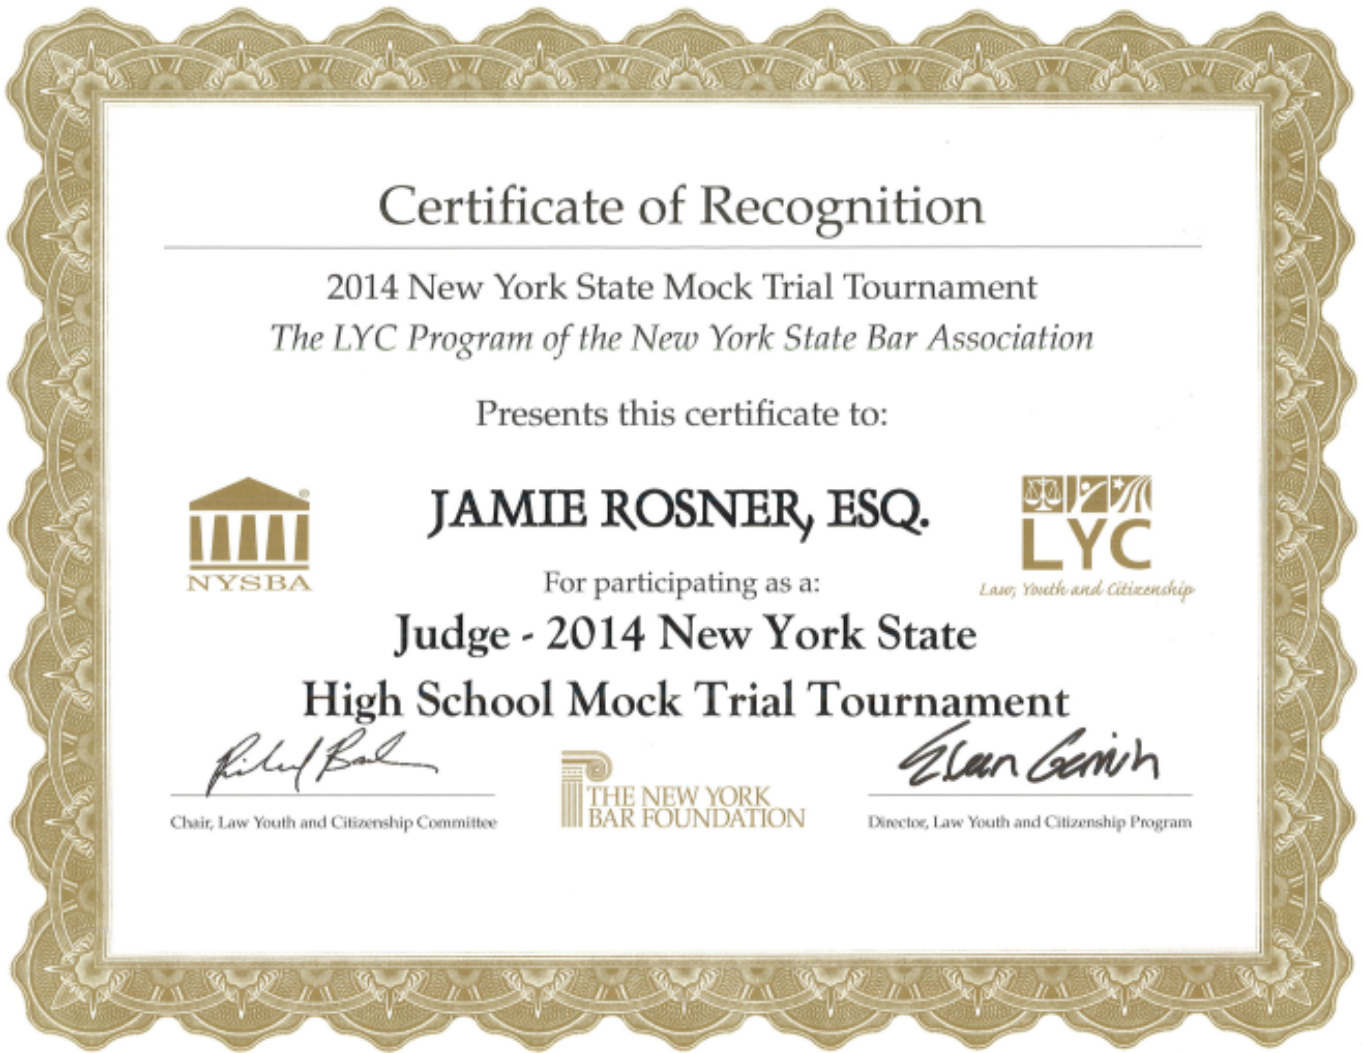 Certificate of Recognition
2014 New York State Mock Trial Tournament
The LYC Program of the New York State Bar Association
Presents this certificate to:
NYSBA
JAMIE ROSNER, ESQ.
LYC
Law, Youth and Citizenship
For participating as a:
Judge - 2014 New York State
High School Mock Trial Tournament
Chair, Law Youth and Citizenship Committee
THE NEW YORK
BAR FOUNDATION
Director, Law Youth and Citizenship Program